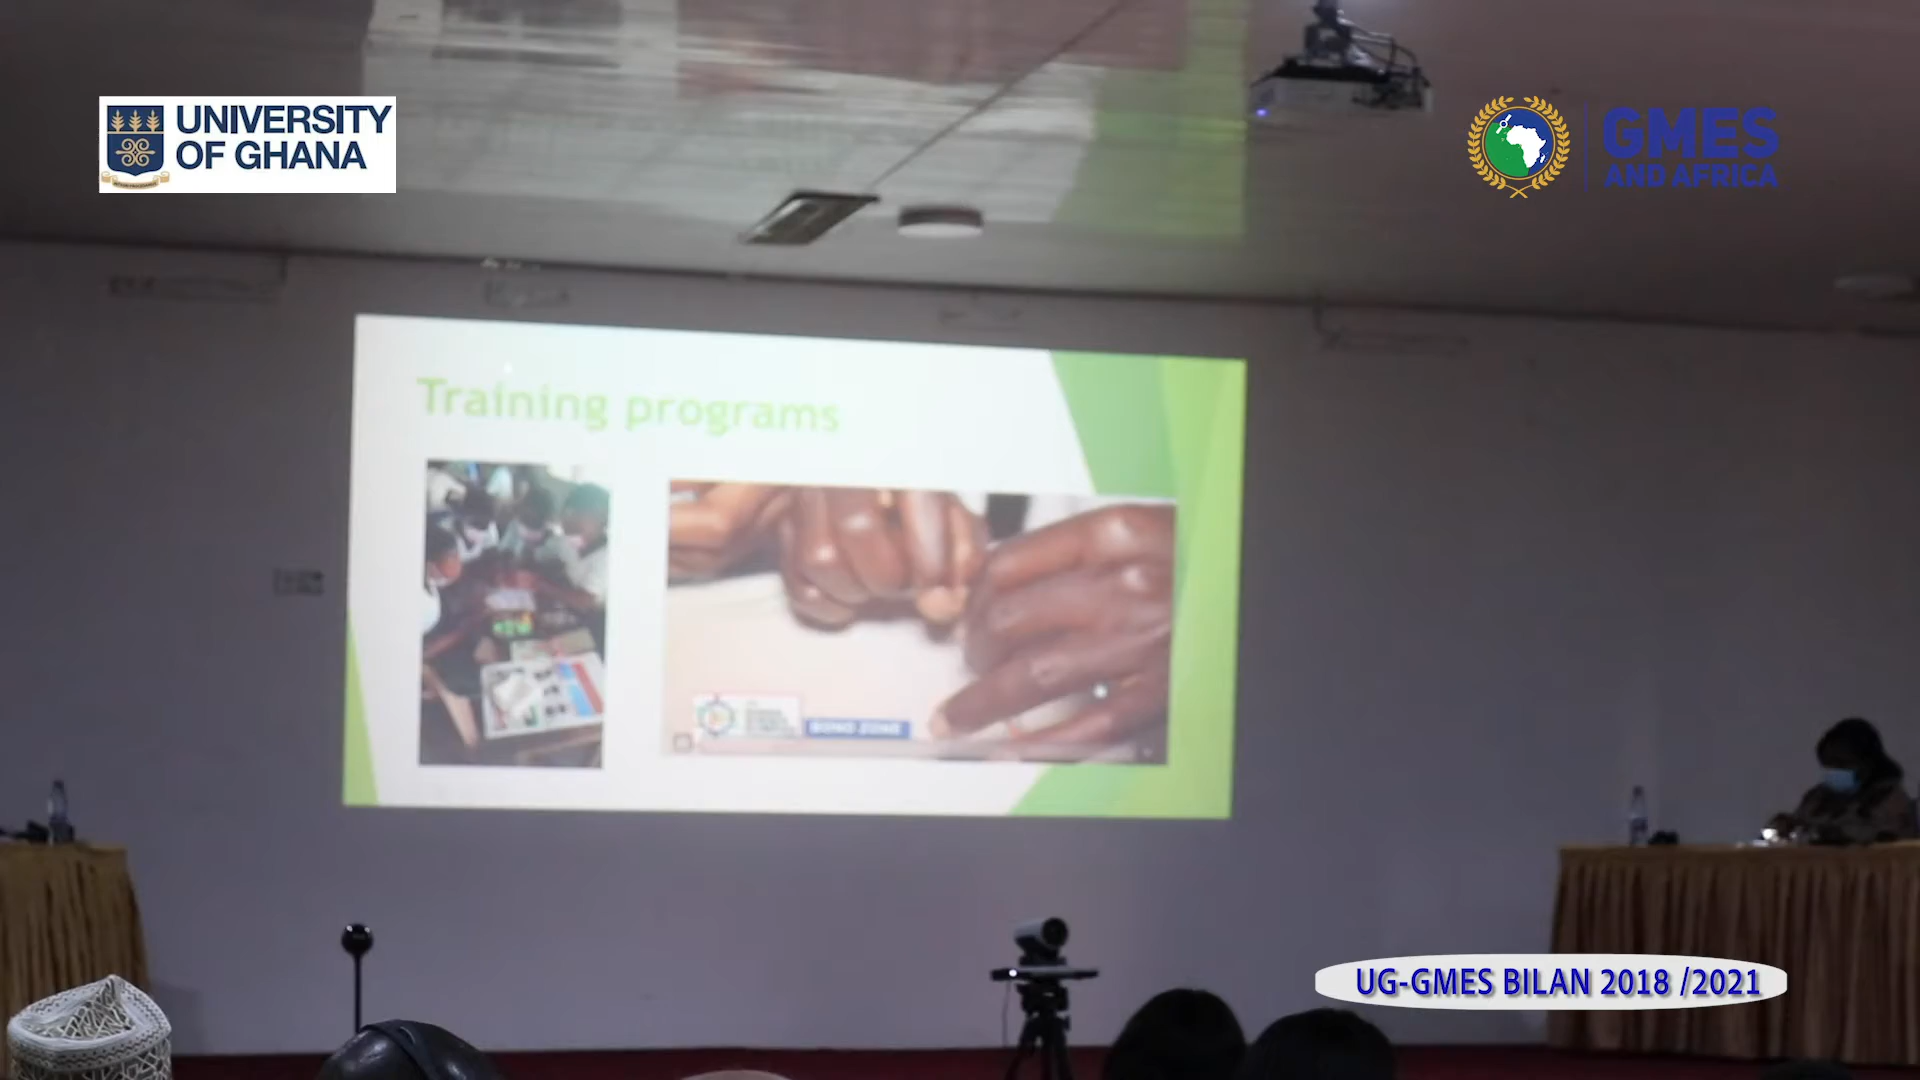 UNIVERSITY
OF GHANA
GMES
AND AFRICA
Training programs
UG-GMES BILAN 2018 /2021